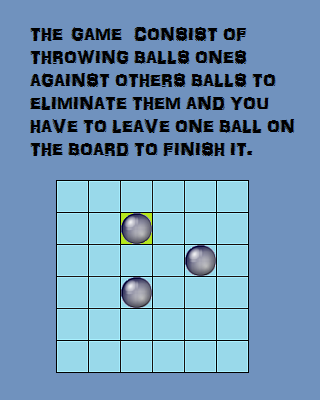 THE GAME CONSIST OF
THROWING BALLS ONES
AGAINST OTHERS BALLS TO
ELIMINATE THEM AND YOU
HAVE TO LEAVE ONE BALL ON
THE BOARD TO FINISH IT.